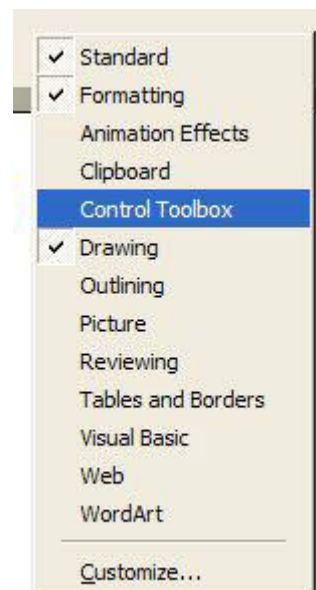 Standard
Formatting
Animation Effects
Clipboard
Control Toolbox
Drawing
Outlining
Picture
Reviewing
Tables and Borders
Visual Basic
Web
WordArt
Customize...